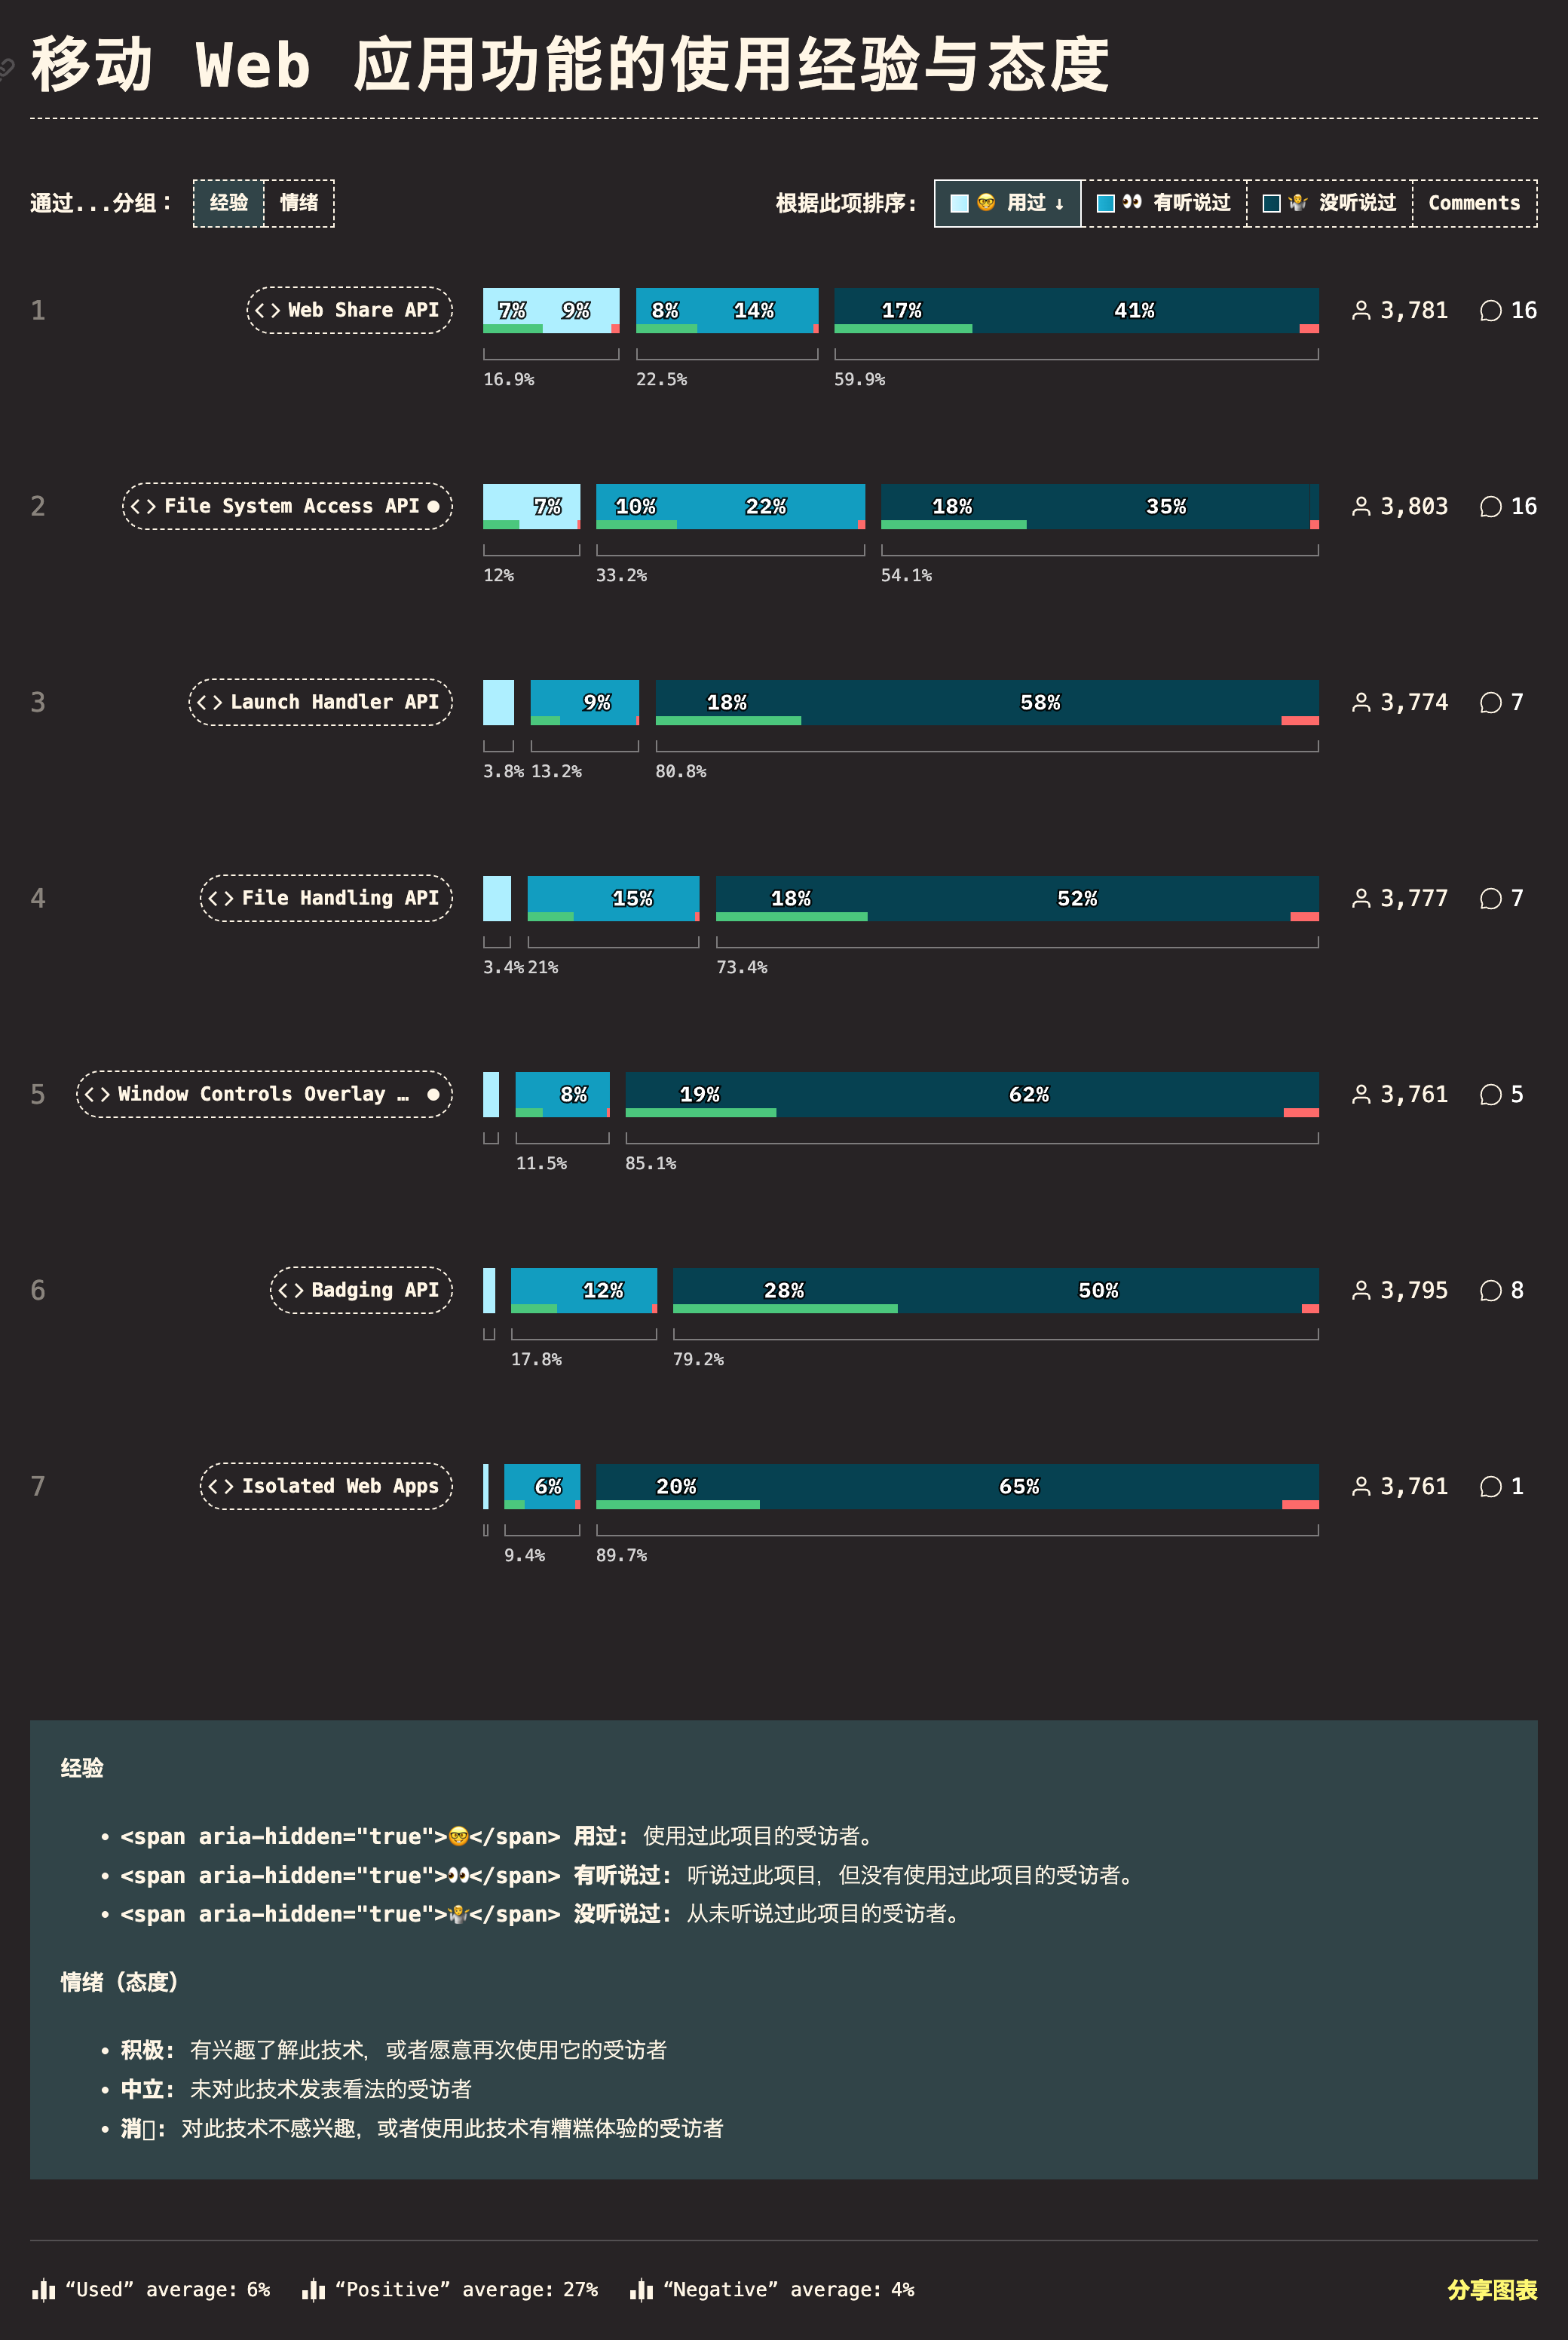 移动 Web 应用功能的使用经验与态度
通过...分组： 经验 情绪 根据此项排序: 🤓 用过 ↓ 👀 有听说过 🤷 没听说过 Comments
1 <> Web Share API 7% 9% 8% 14% 17% 41% 3,781 16
16.9% 22.5% 59.9%
2 <> File System Access API 7% 10% 22% 18% 35% 3,803 16
12% 33.2% 54.1%
3 <> Launch Handler API 9% 18% 58% 3,774 7
3.8% 13.2% 80.8%
4 <> File Handling API 15% 18% 52% 3,777 7
3.4% 21% 73.4%
5 <> Window Controls Overlay … 8% 19% 62% 3,761 5
11.5% 85.1%
6 <> Badging API 12% 28% 50% 3,795 8
17.8% 79.2%
7 <> Isolated Web Apps 6% 20% 65% 3,761 1
9.4% 89.7%
经验
• <span aria-hidden="true">🤓</span> 用过: 使用过此项目的受访者。
• <span aria-hidden="true">👀</span> 有听说过: 听说过此项目，但没有使用过此项目的受访者。
• <span aria-hidden="true">🤷</span> 没听说过: 从未听说过此项目的受访者。
情绪（态度）
• 积极: 有兴趣了解此技术，或者愿意再次使用它的受访者
• 中立: 未对此技术发表看法的受访者
• 消▯: 对此技术不感兴趣，或者使用此技术有糟糕体验的受访者
“Used” average: 6% “Positive” average: 27% “Negative” average: 4% 分享图表